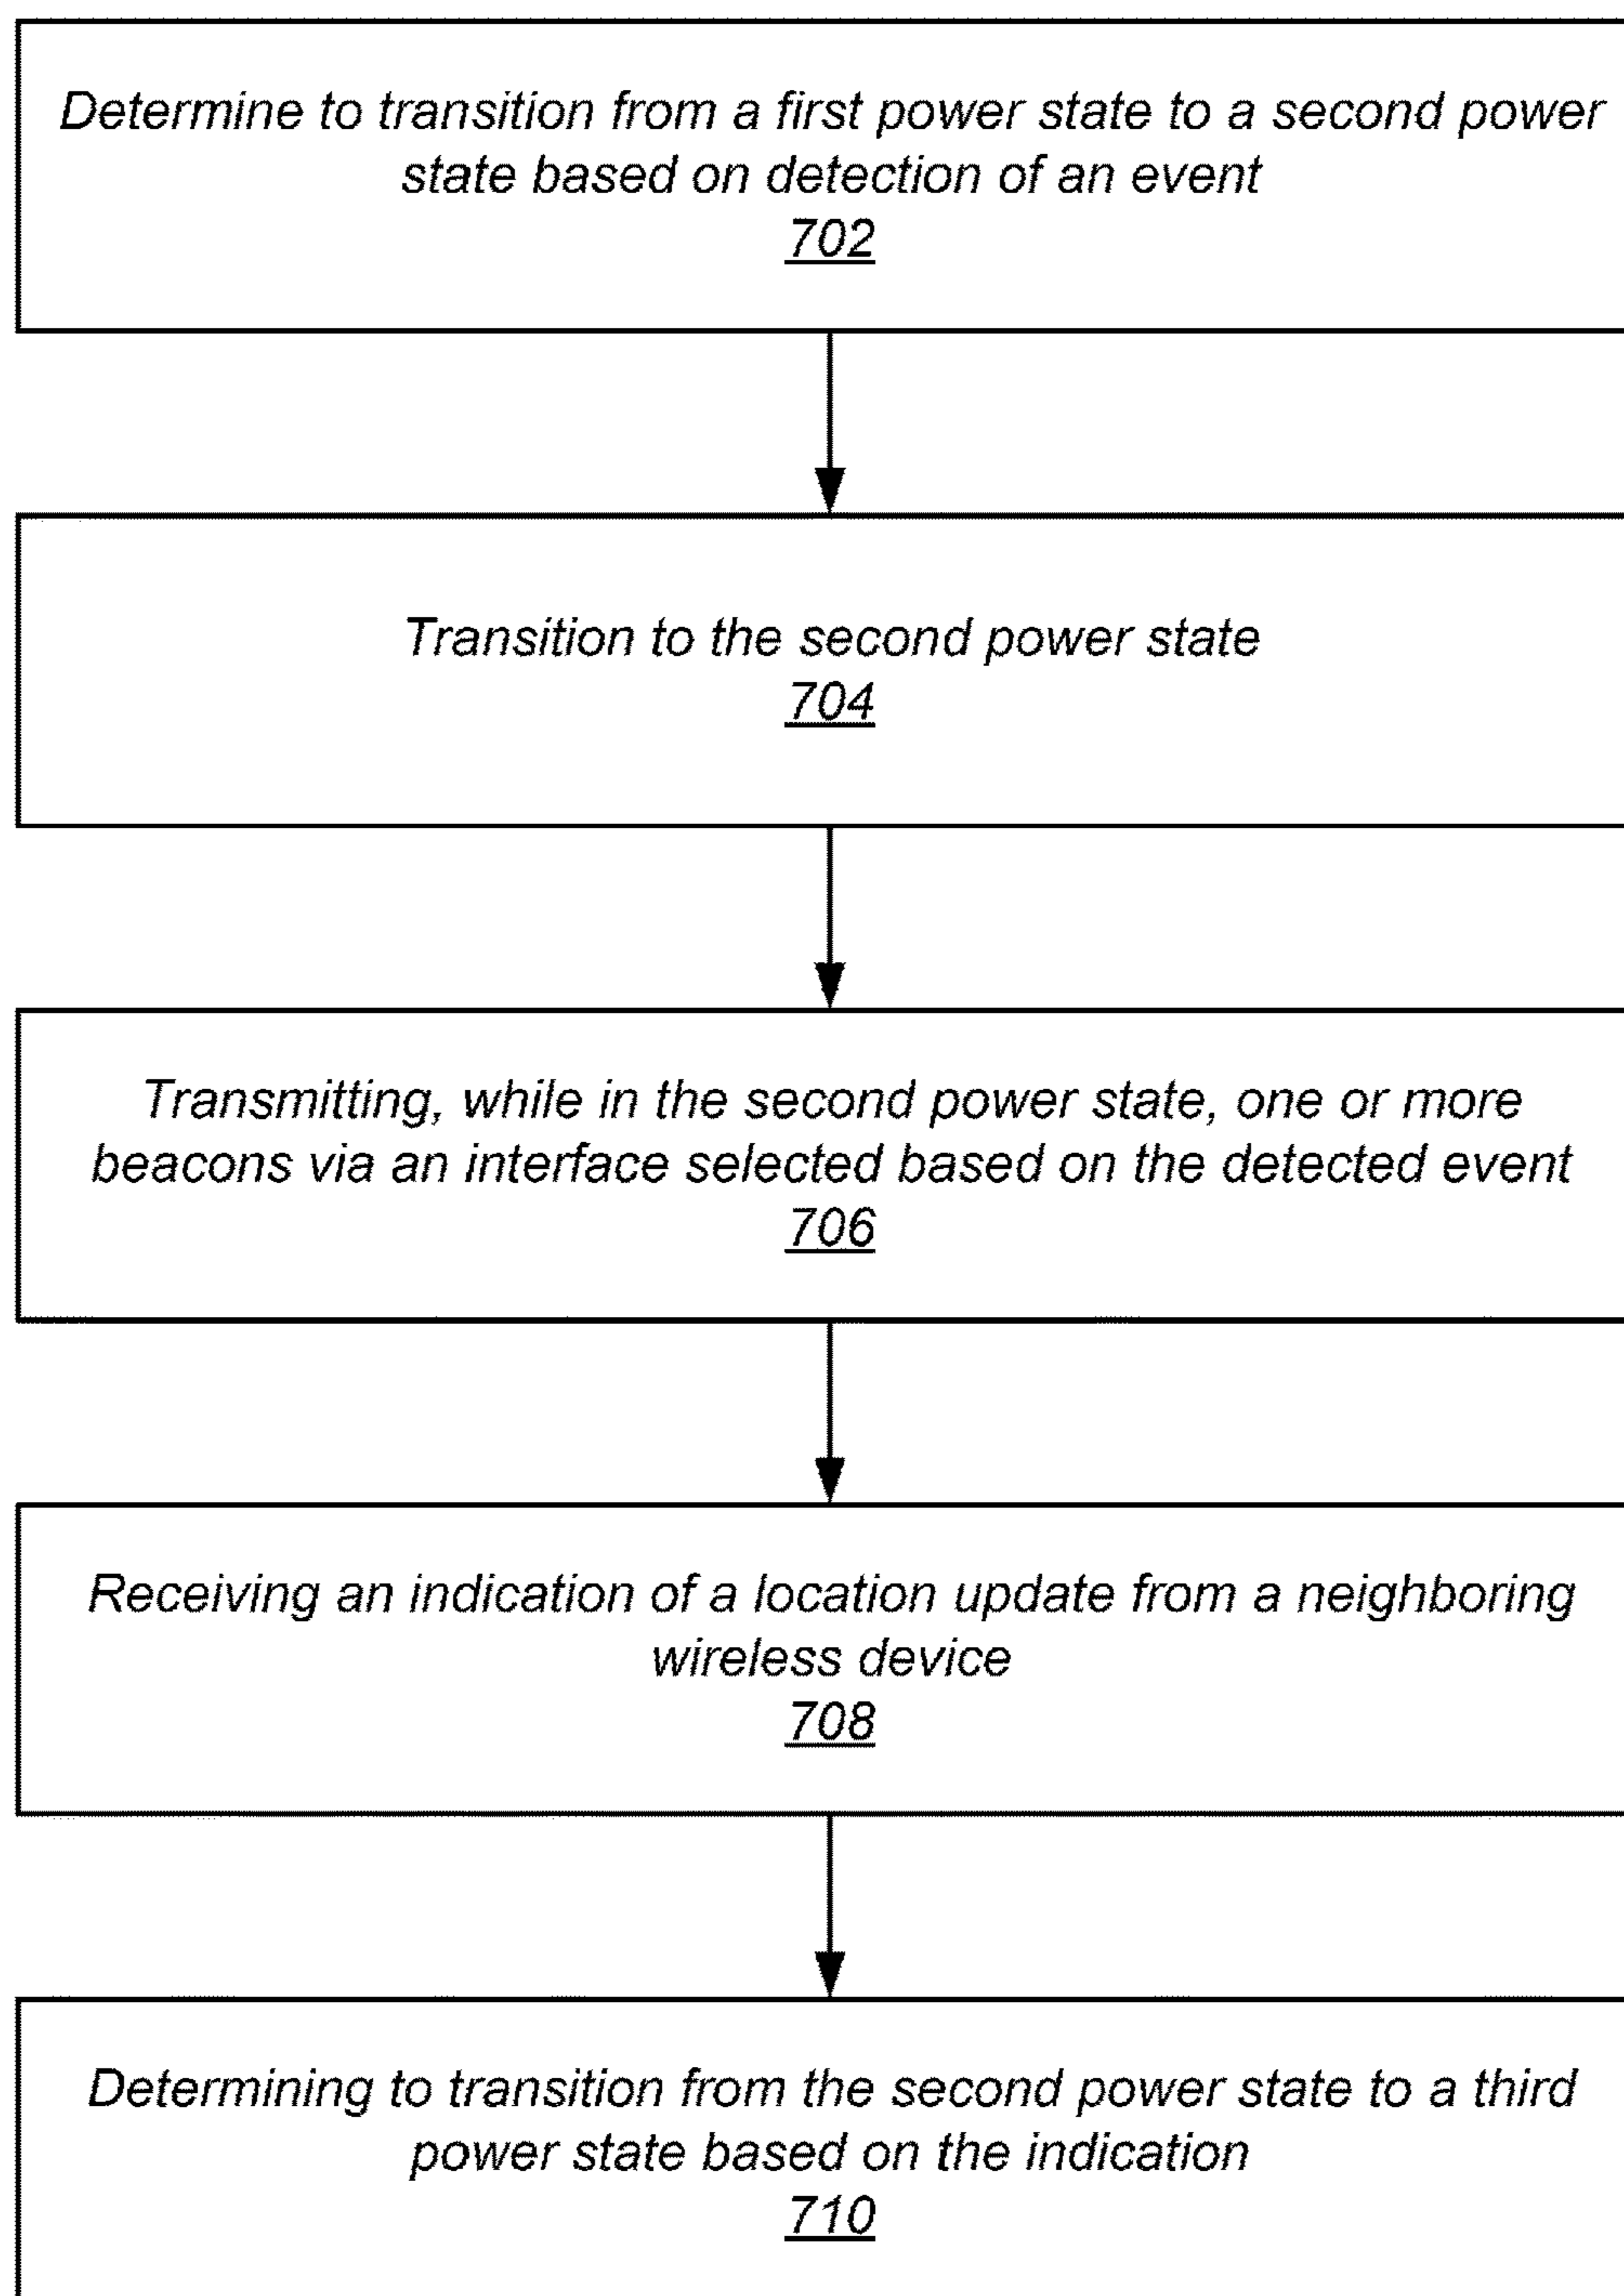 Determine to transition from a first power state to a second power
state based on detection of an event
702
Transition to the second power state
704
Transmitting, while in the second power state, one or more
beacons via an interface selected based on the detected event
706
Receiving an indication of a location update from a neighboring
wireless device
708
Determining to transition from the second power state to a third
power state based on the indication
710